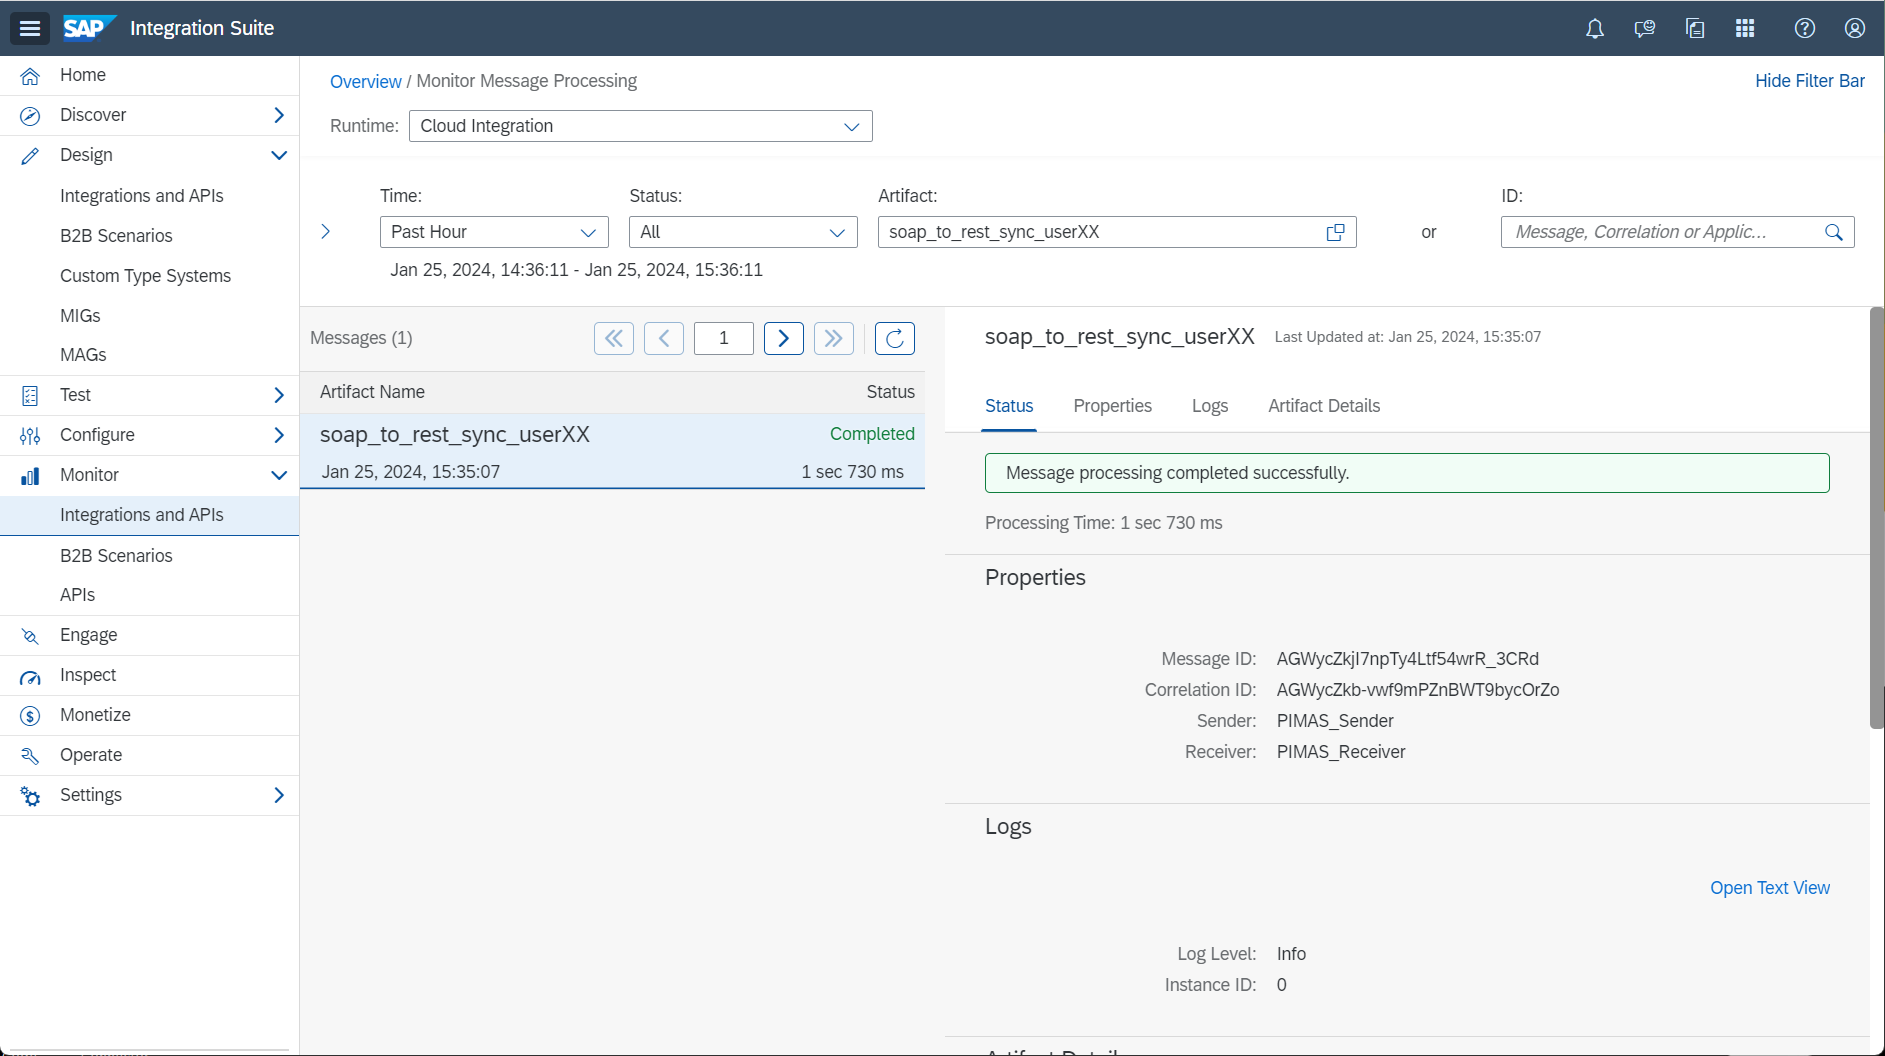 SAP Integration Suite
Home
Discover
Design
Integrations and APIs
B2B Scenarios
Custom Type Systems
MIGs
MAGs
Test
Configure
Monitor
Integrations and APIs
B2B Scenarios
APIs
Engage
Inspect
Monetize
Operate
Settings
Overview / Monitor Message Processing
Hide Filter Bar
Runtime: Cloud Integration
Time: Status: Artifact: ID:
Past Hour All soap_to_rest_sync_userXX or Message, Correlation or Applic...
Jan 25, 2024, 14:36:11 - Jan 25, 2024, 15:36:11
Messages (1) 1
Artifact Name Status
soap_to_rest_sync_userXX Completed
Jan 25, 2024, 15:35:07 1 sec 730 ms
soap_to_rest_sync_userXX Last Updated at: Jan 25, 2024, 15:35:07
Status Properties Logs Artifact Details
Message processing completed successfully.
Processing Time: 1 sec 730 ms
Properties
Message ID: AGWycZkjI7npTy4Ltf54wrR_3CRd
Correlation ID: AGWycZkb-vwf9mPZnBWT9bycOrZo
Sender: PIMAS_Sender
Receiver: PIMAS_Receiver
Logs
Open Text View
Log Level: Info
Instance ID: 0